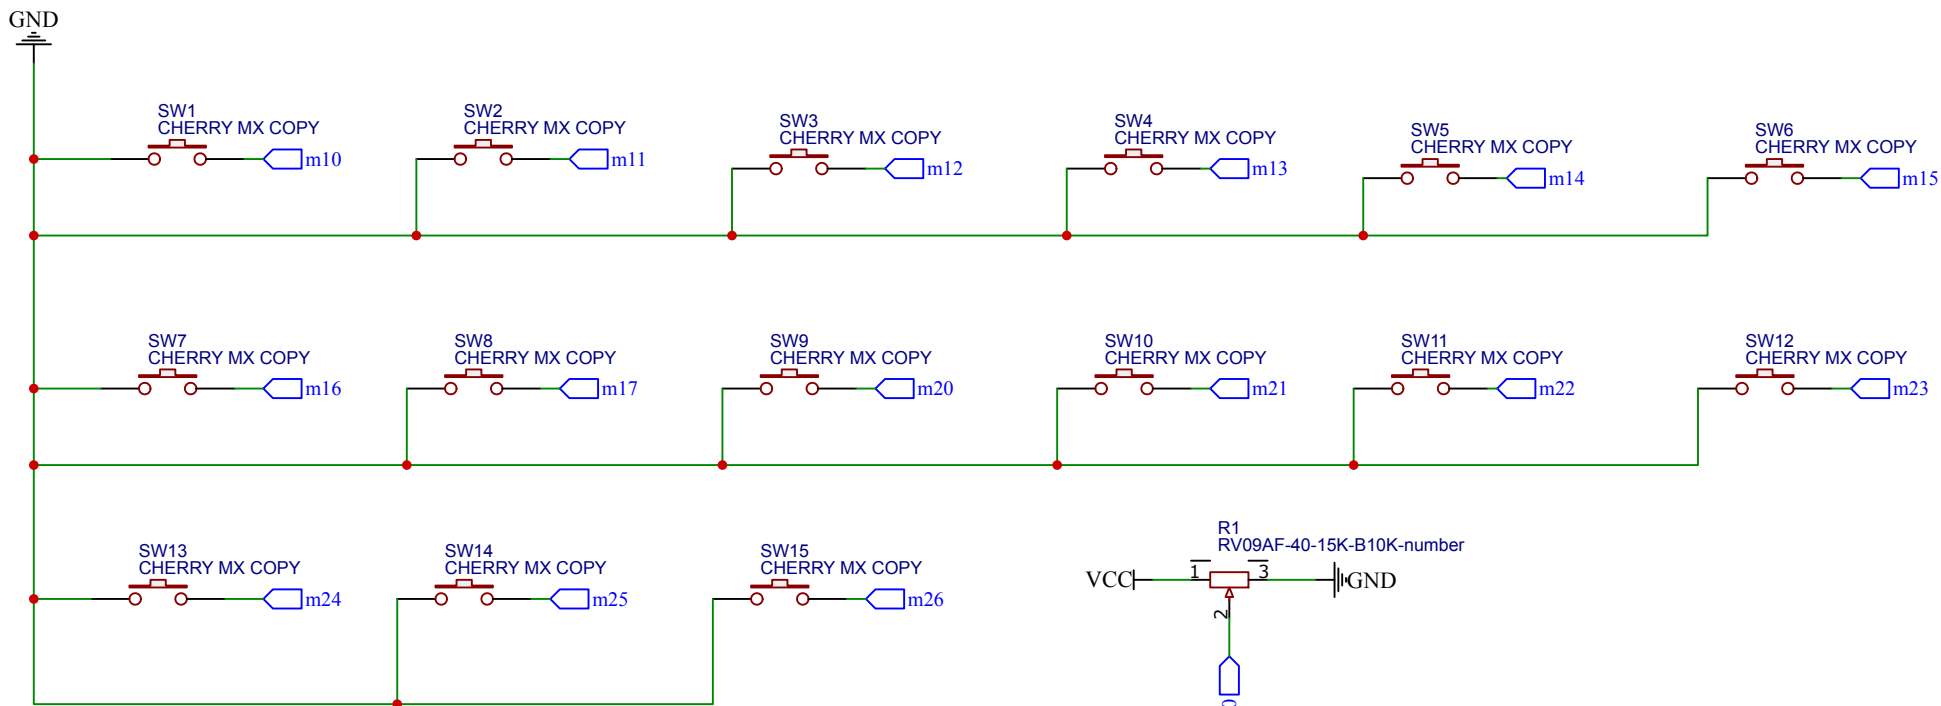 GND
SW1
CHERRY MX COPY
m10
SW2
CHERRY MX COPY
m11
SW3
CHERRY MX COPY
m12
SW4
CHERRY MX COPY
m13
SW5
CHERRY MX COPY
m14
SW6
CHERRY MX COPY
m15
SW7
CHERRY MX COPY
m16
SW8
CHERRY MX COPY
m17
SW9
CHERRY MX COPY
m20
SW10
CHERRY MX COPY
m21
SW11
CHERRY MX COPY
m22
SW12
CHERRY MX COPY
m23
SW13
CHERRY MX COPY
m24
SW14
CHERRY MX COPY
m25
SW15
CHERRY MX COPY
m26
R1
RV09AF-40-15K-B10K-number
VCC
1
3
GND
2